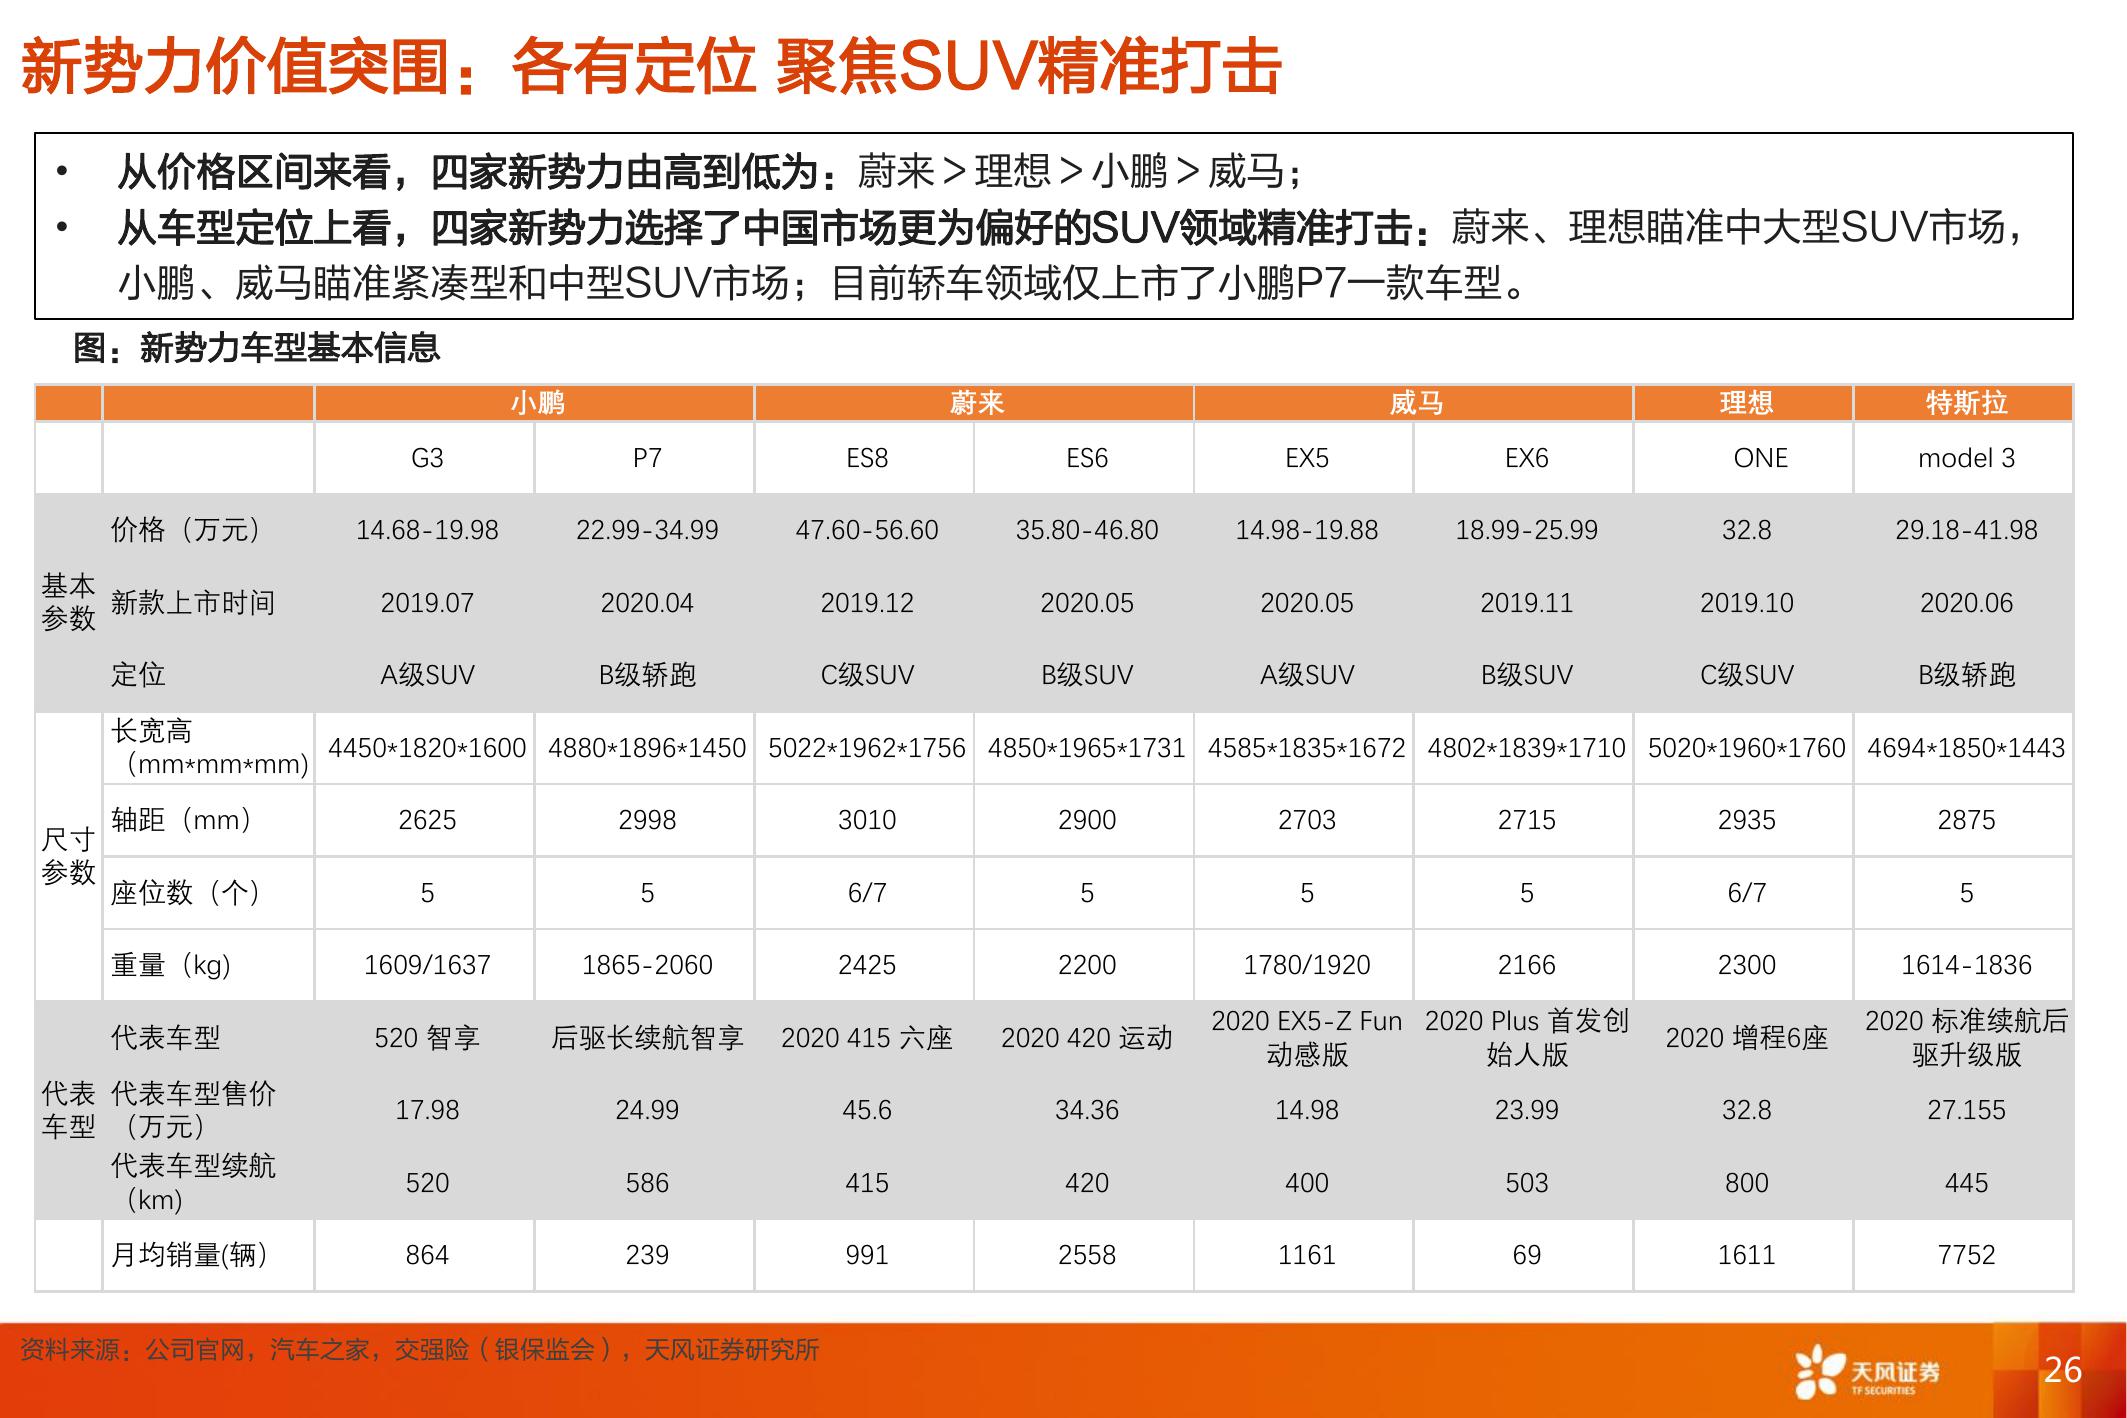 新势力价值突围：各有定位 聚焦SUV精准打击
• 从价格区间来看，四家新势力由高到低为：蔚来＞理想＞小鹏＞威马；
• 从车型定位上看，四家新势力选择了中国市场更为偏好的SUV领域精准打击：蔚来、理想瞄准中大型SUV市场，
小鹏、威马瞄准紧凑型和中型SUV市场；目前轿车领域仅上市了小鹏P7一款车型。
图：新势力车型基本信息
小鹏 蔚来 威马 理想 特斯拉
G3 P7 ES8 ES6 EX5 EX6 ONE model 3
基本参数
价格（万元） 14.68-19.98 22.99-34.99 47.60-56.60 35.80-46.80 14.98-19.88 18.99-25.99 32.8 29.18-41.98
新款上市时间 2019.07 2020.04 2019.12 2020.05 2020.05 2019.11 2019.10 2020.06
定位 A级SUV B级轿跑 C级SUV B级SUV A级SUV B级SUV C级SUV B级轿跑
尺寸参数
长宽高（mm*mm*mm) 4450*1820*1600 4880*1896*1450 5022*1962*1756 4850*1965*1731 4585*1835*1672 4802*1839*1710 5020*1960*1760 4694*1850*1443
轴距（mm） 2625 2998 3010 2900 2703 2715 2935 2875
座位数（个） 5 5 6/7 5 5 5 6/7 5
重量（kg) 1609/1637 1865-2060 2425 2200 1780/1920 2166 2300 1614-1836
代表车型
代表车型 520 智享 后驱长续航智享 2020 415 六座 2020 420 运动 2020 EX5-Z Fun 动感版 2020 Plus 首发创始人版 2020 增程6座 2020 标准续航后驱升级版
代表车型售价（万元） 17.98 24.99 45.6 34.36 14.98 23.99 32.8 27.155
代表车型续航（km) 520 586 415 420 400 503 800 445
月均销量(辆） 864 239 991 2558 1161 69 1611 7752
资料来源：公司官网，汽车之家，交强险（银保监会），天风证券研究所
天风证券
TF SECURITIES
26